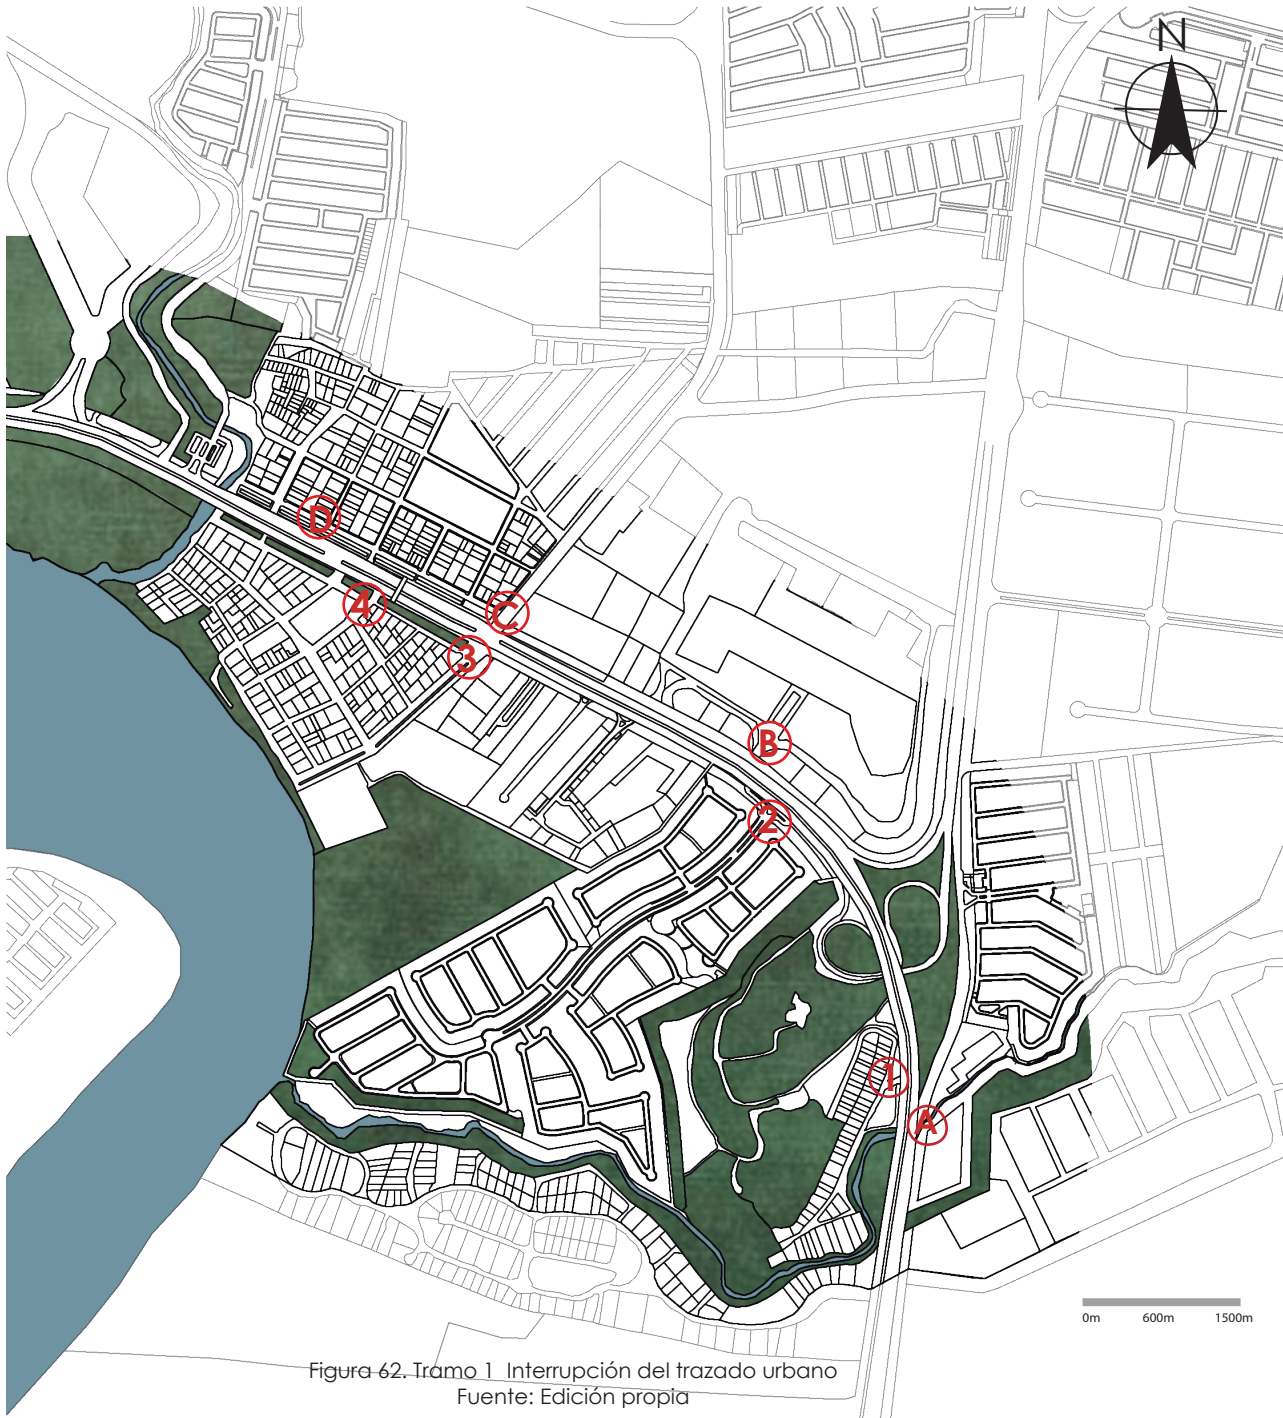 N
D
4
C
3
B
2
1
A
0m 600m 1500m
Figura 62. Tramo 1 Interrupción del trazado urbano
Fuente: Edición propia